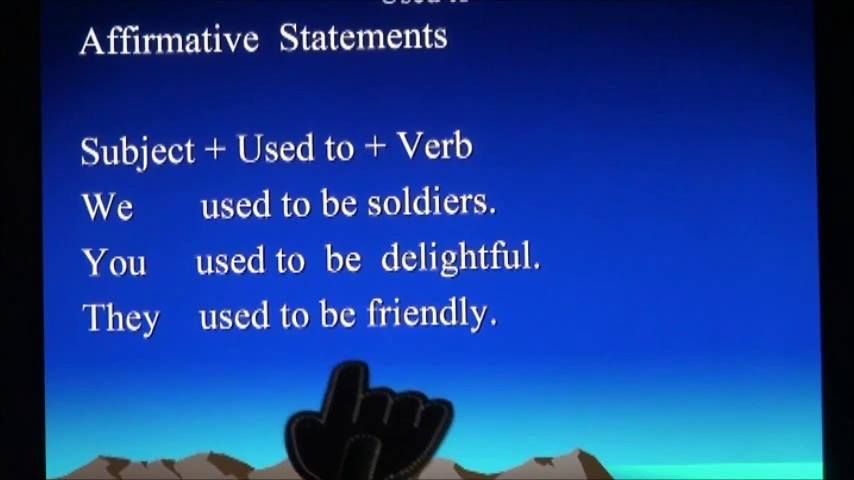 Affirmative Statements
Subject + Used to + Verb
We used to be soldiers.
You used to be delightful.
They used to be friendly.